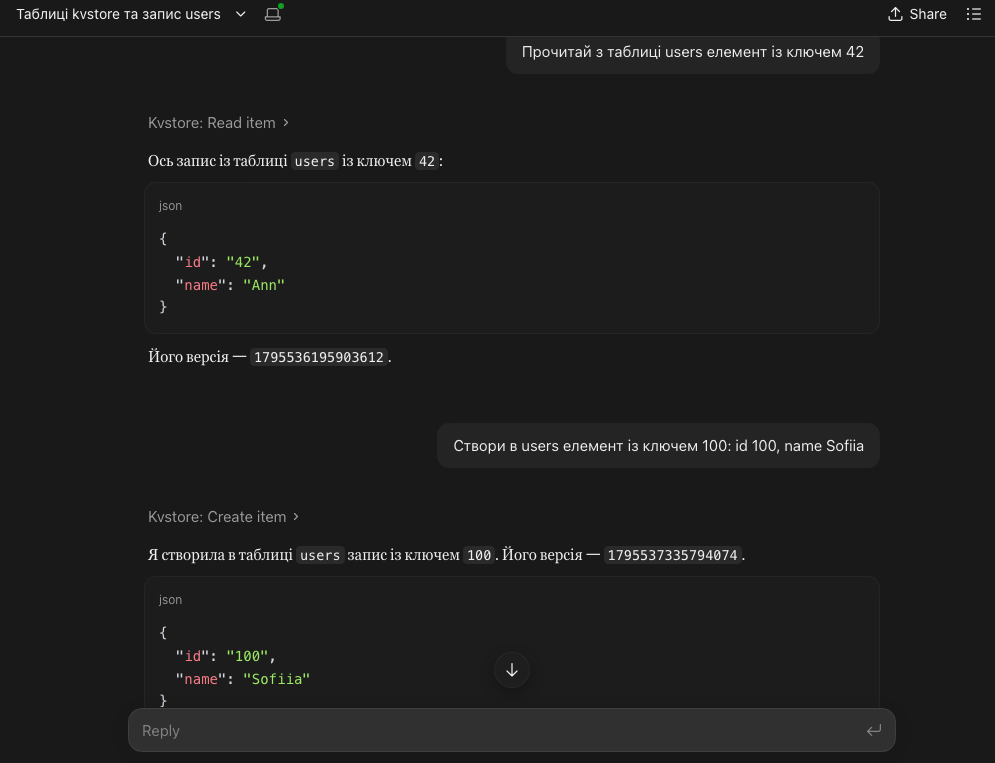 Таблиці kvstore та запис users
Share
Прочитай з таблиці users елемент із ключем 42
Kvstore: Read item
Ось запис із таблиці users із ключем 42:
json
{
"id": "42",
"name": "Ann"
}
Його версія — 1795536195903612.
Створи в users елемент із ключем 100: id 100, name Sofiia
Kvstore: Create item
Я створила в таблиці users запис із ключем 100. Його версія — 1795537335794074.
json
{
"id": "100",
"name": "Sofiia"
}
Reply